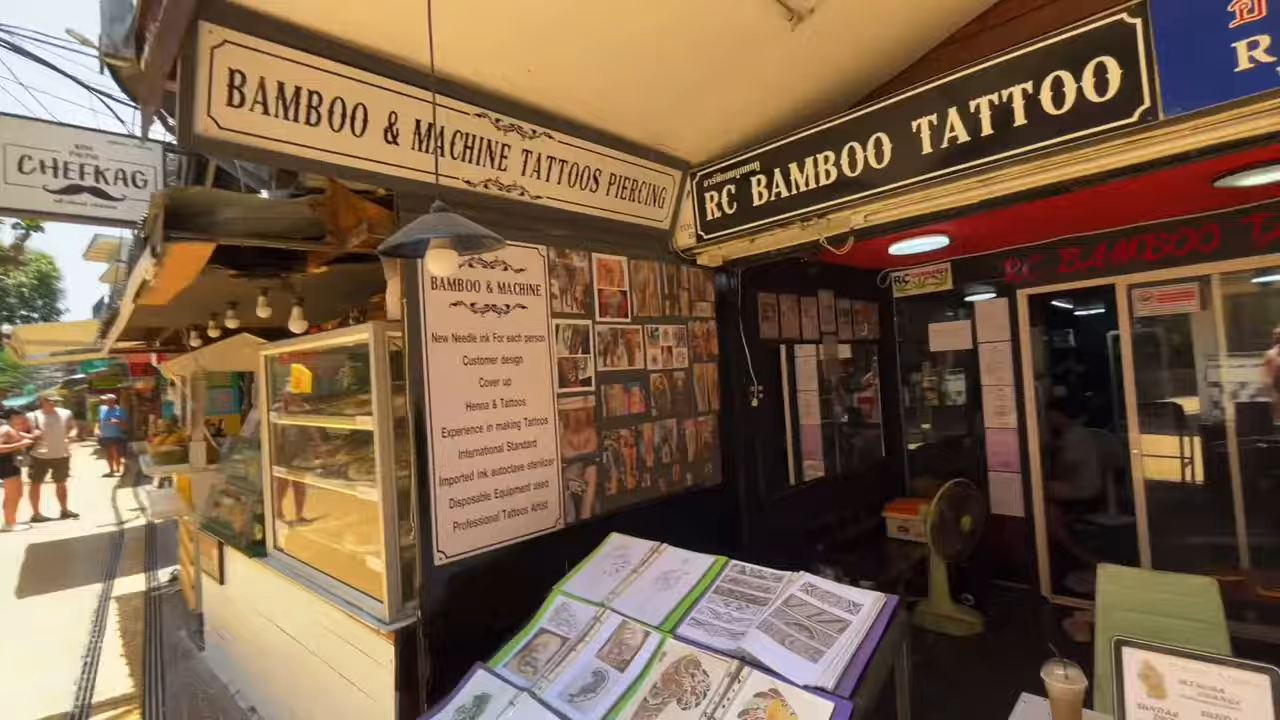 CHEFKAG
BAMBOO & MACHINE TATTOOS PIERCING
RC BAMBOO TATTOO
R
RC BAMBOO
RC
BAMBOO & MACHINE
New Needle ink For each person
Customer design
Cover up
Henna & Tattoos
Experience in making Tattoos
International Standard
Imported ink autoclave sterilizer
Disposable Equipment used
Professional Tattoos Artist